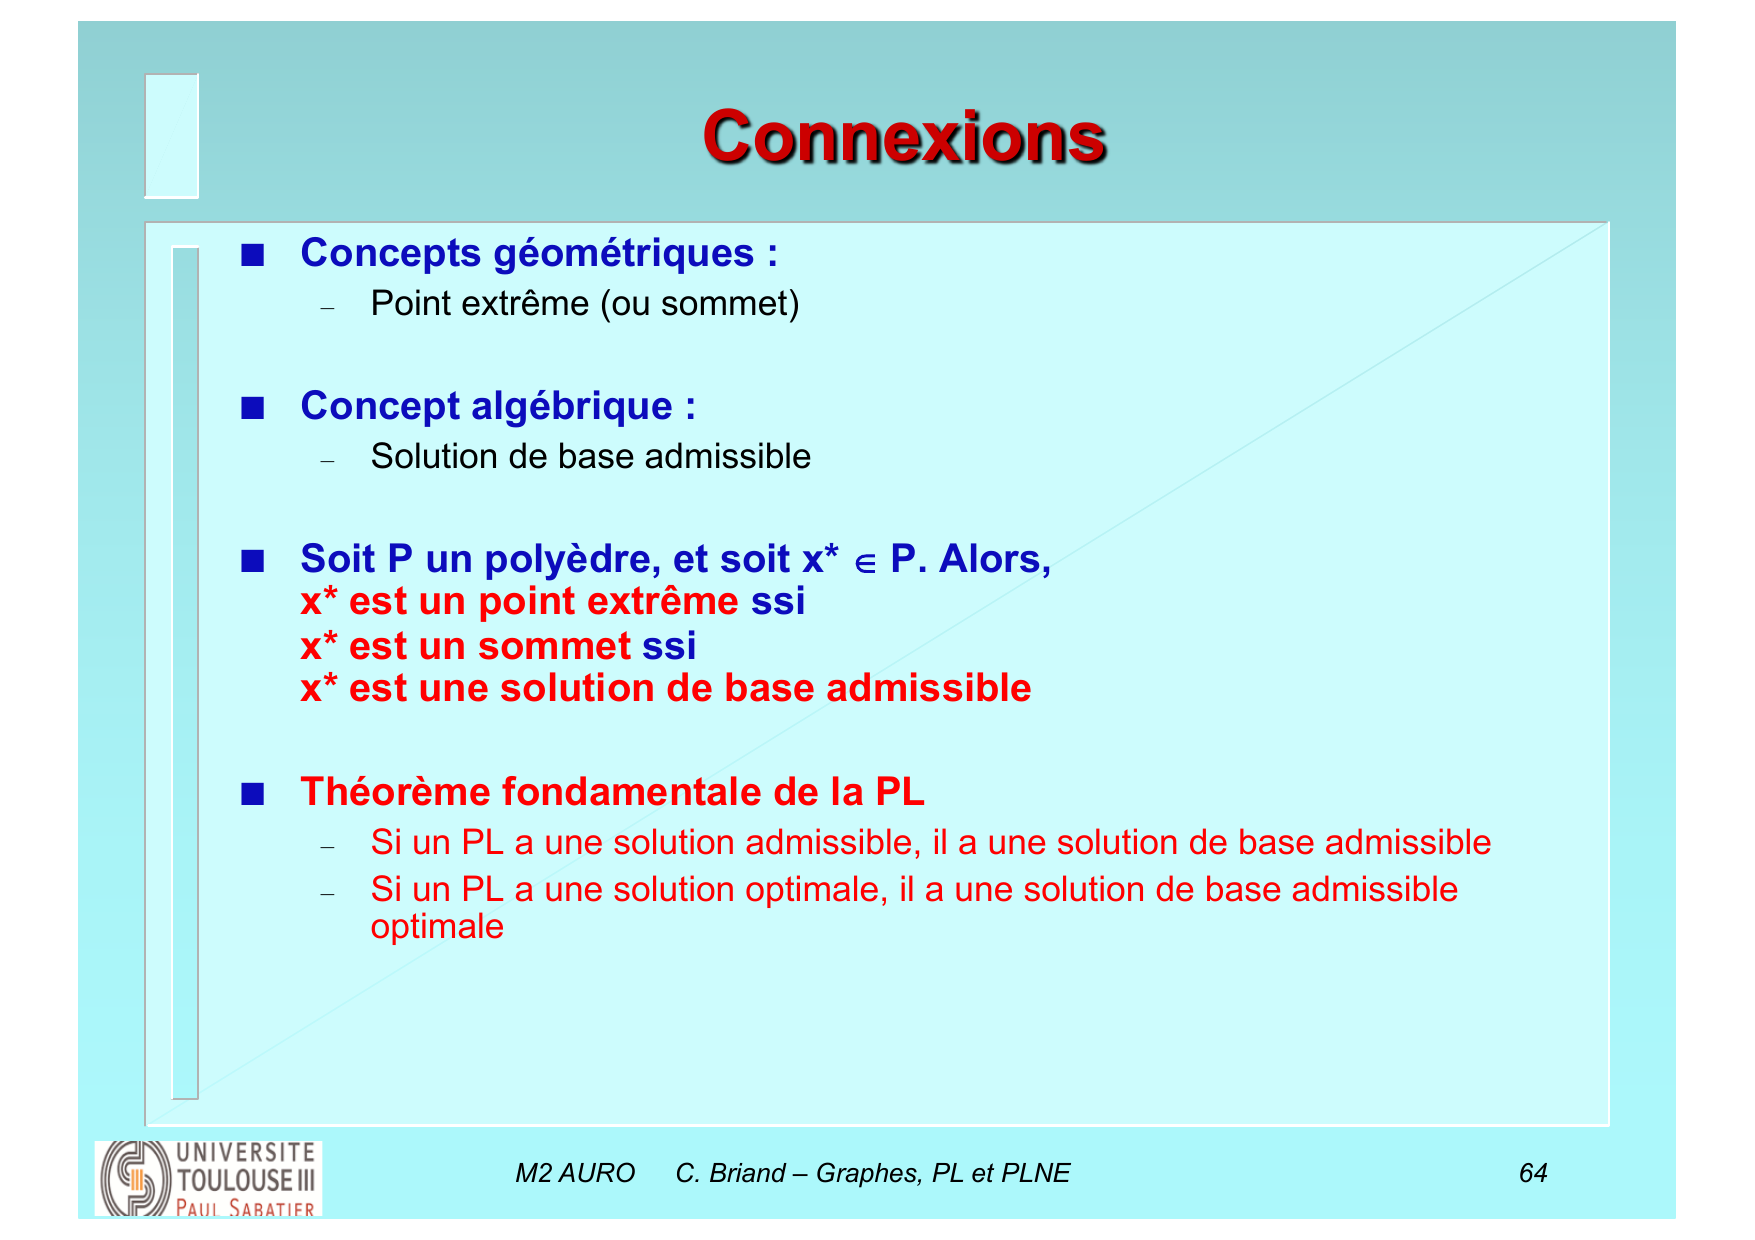 Connexions
■ Concepts géométriques :
– Point extrême (ou sommet)
■ Concept algébrique :
– Solution de base admissible
■ Soit P un polyèdre, et soit x* ∈ P. Alors,
x* est un point extrême ssi
x* est un sommet ssi
x* est une solution de base admissible
■ Théorème fondamentale de la PL
– Si un PL a une solution admissible, il a une solution de base admissible
– Si un PL a une solution optimale, il a une solution de base admissible
optimale
UNIVERSITE
TOULOUSE III
PAUL SABATIER
M2 AURO C. Briand – Graphes, PL et PLNE 64